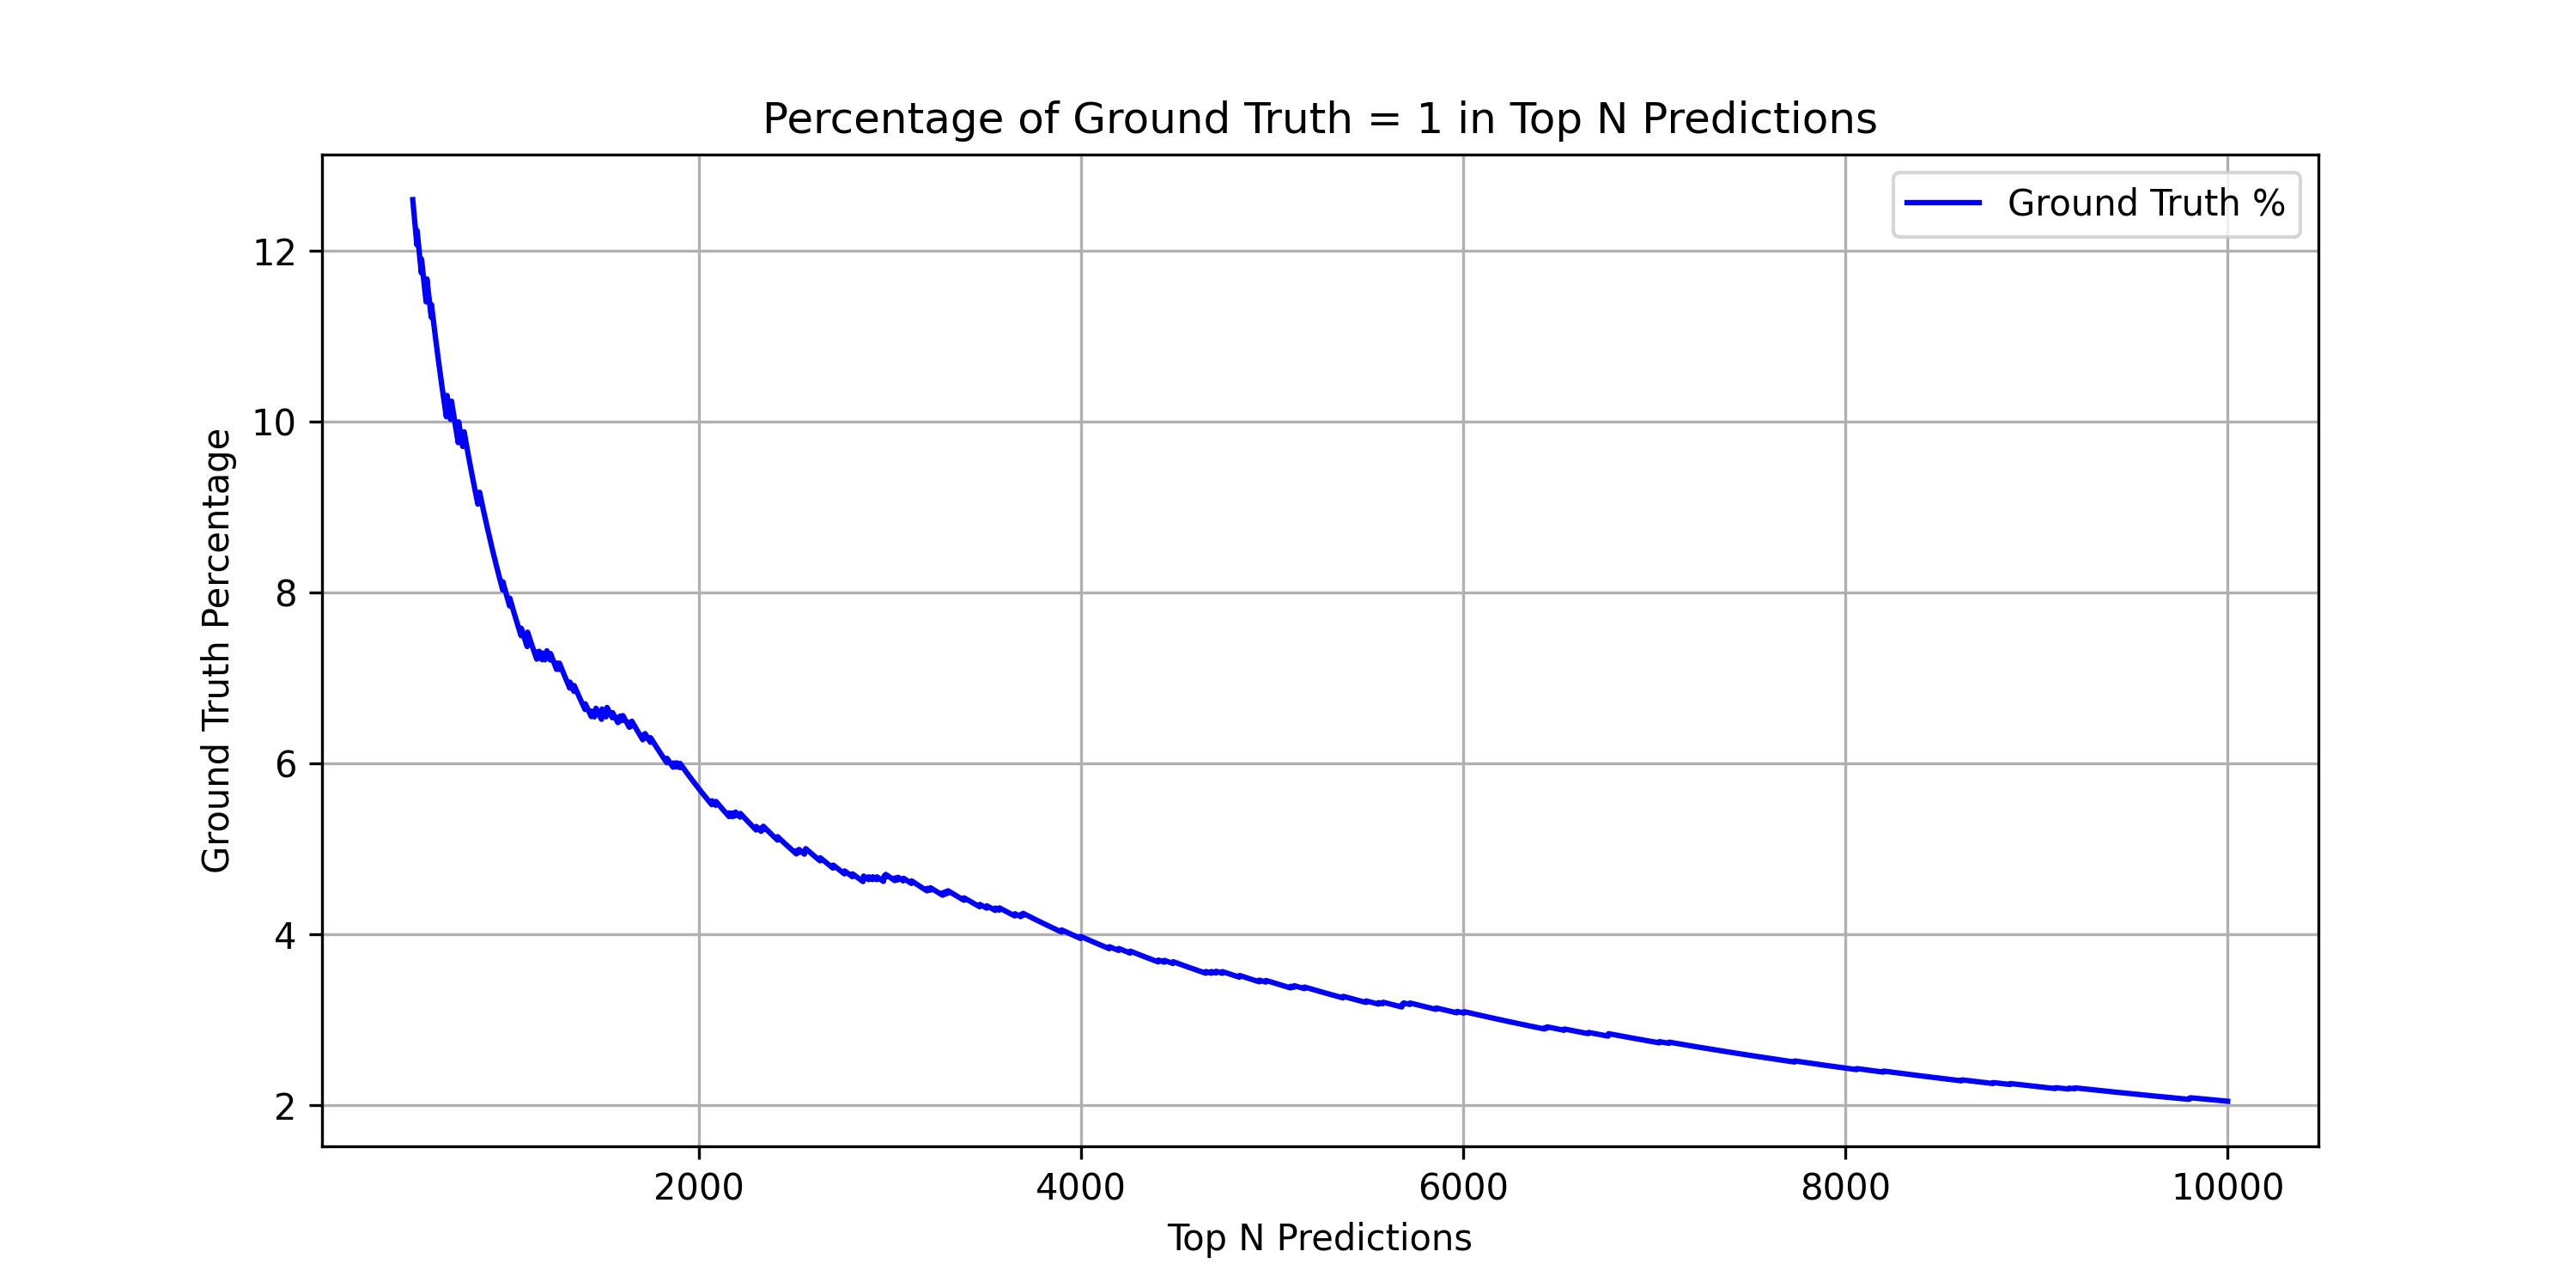 Percentage of Ground Truth = 1 in Top N Predictions
Ground Truth %
Ground Truth Percentage
12
10
8
6
4
2
2000 4000 6000 8000 10000
Top N Predictions